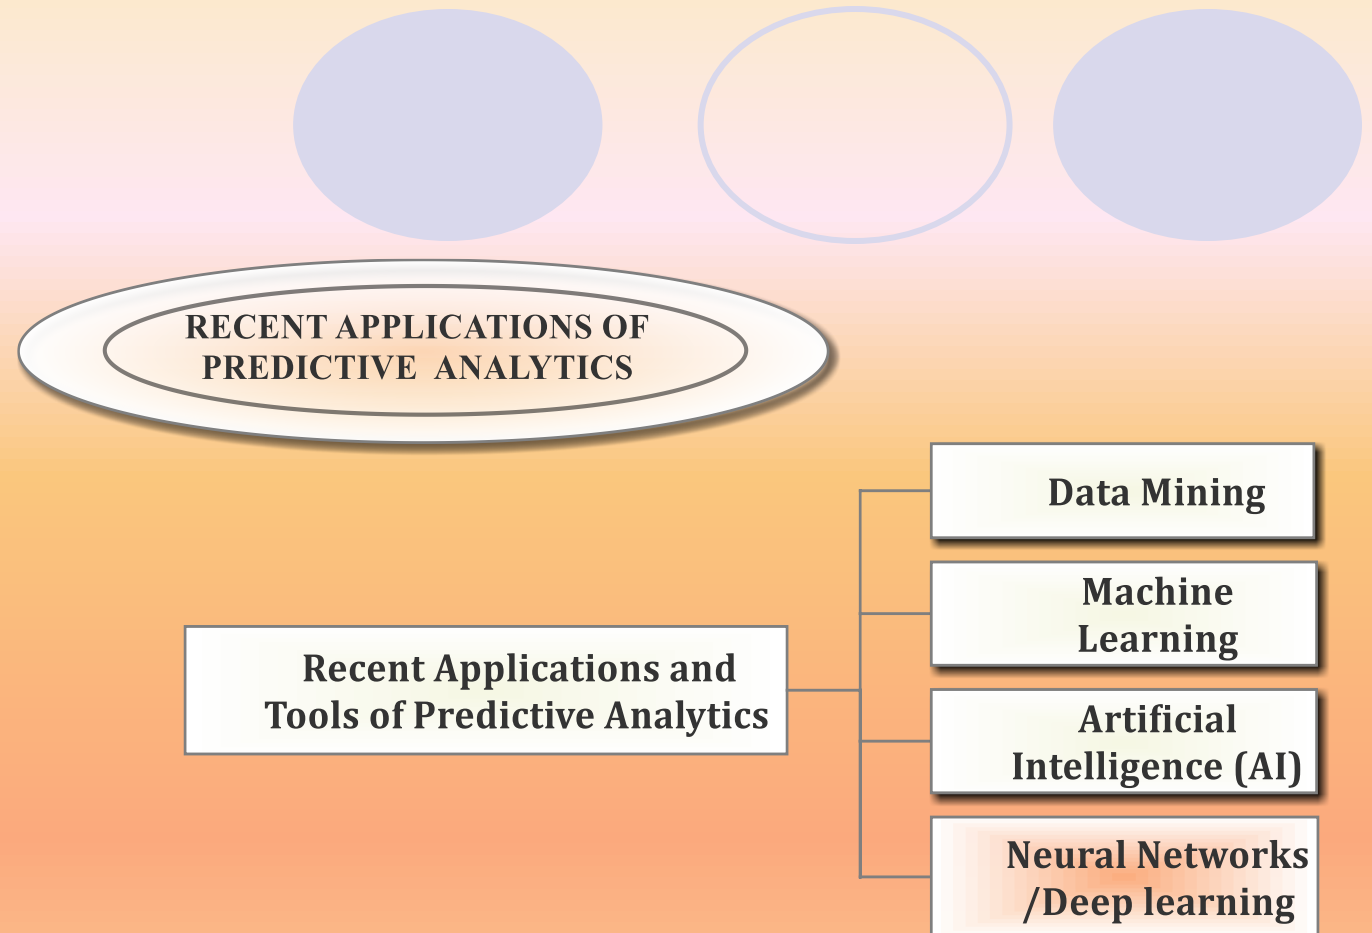 RECENT APPLICATIONS OF
PREDICTIVE ANALYTICS
Recent Applications and
Tools of Predictive Analytics
Data Mining
Machine
Learning
Artificial
Intelligence (AI)
Neural Networks
/Deep learning